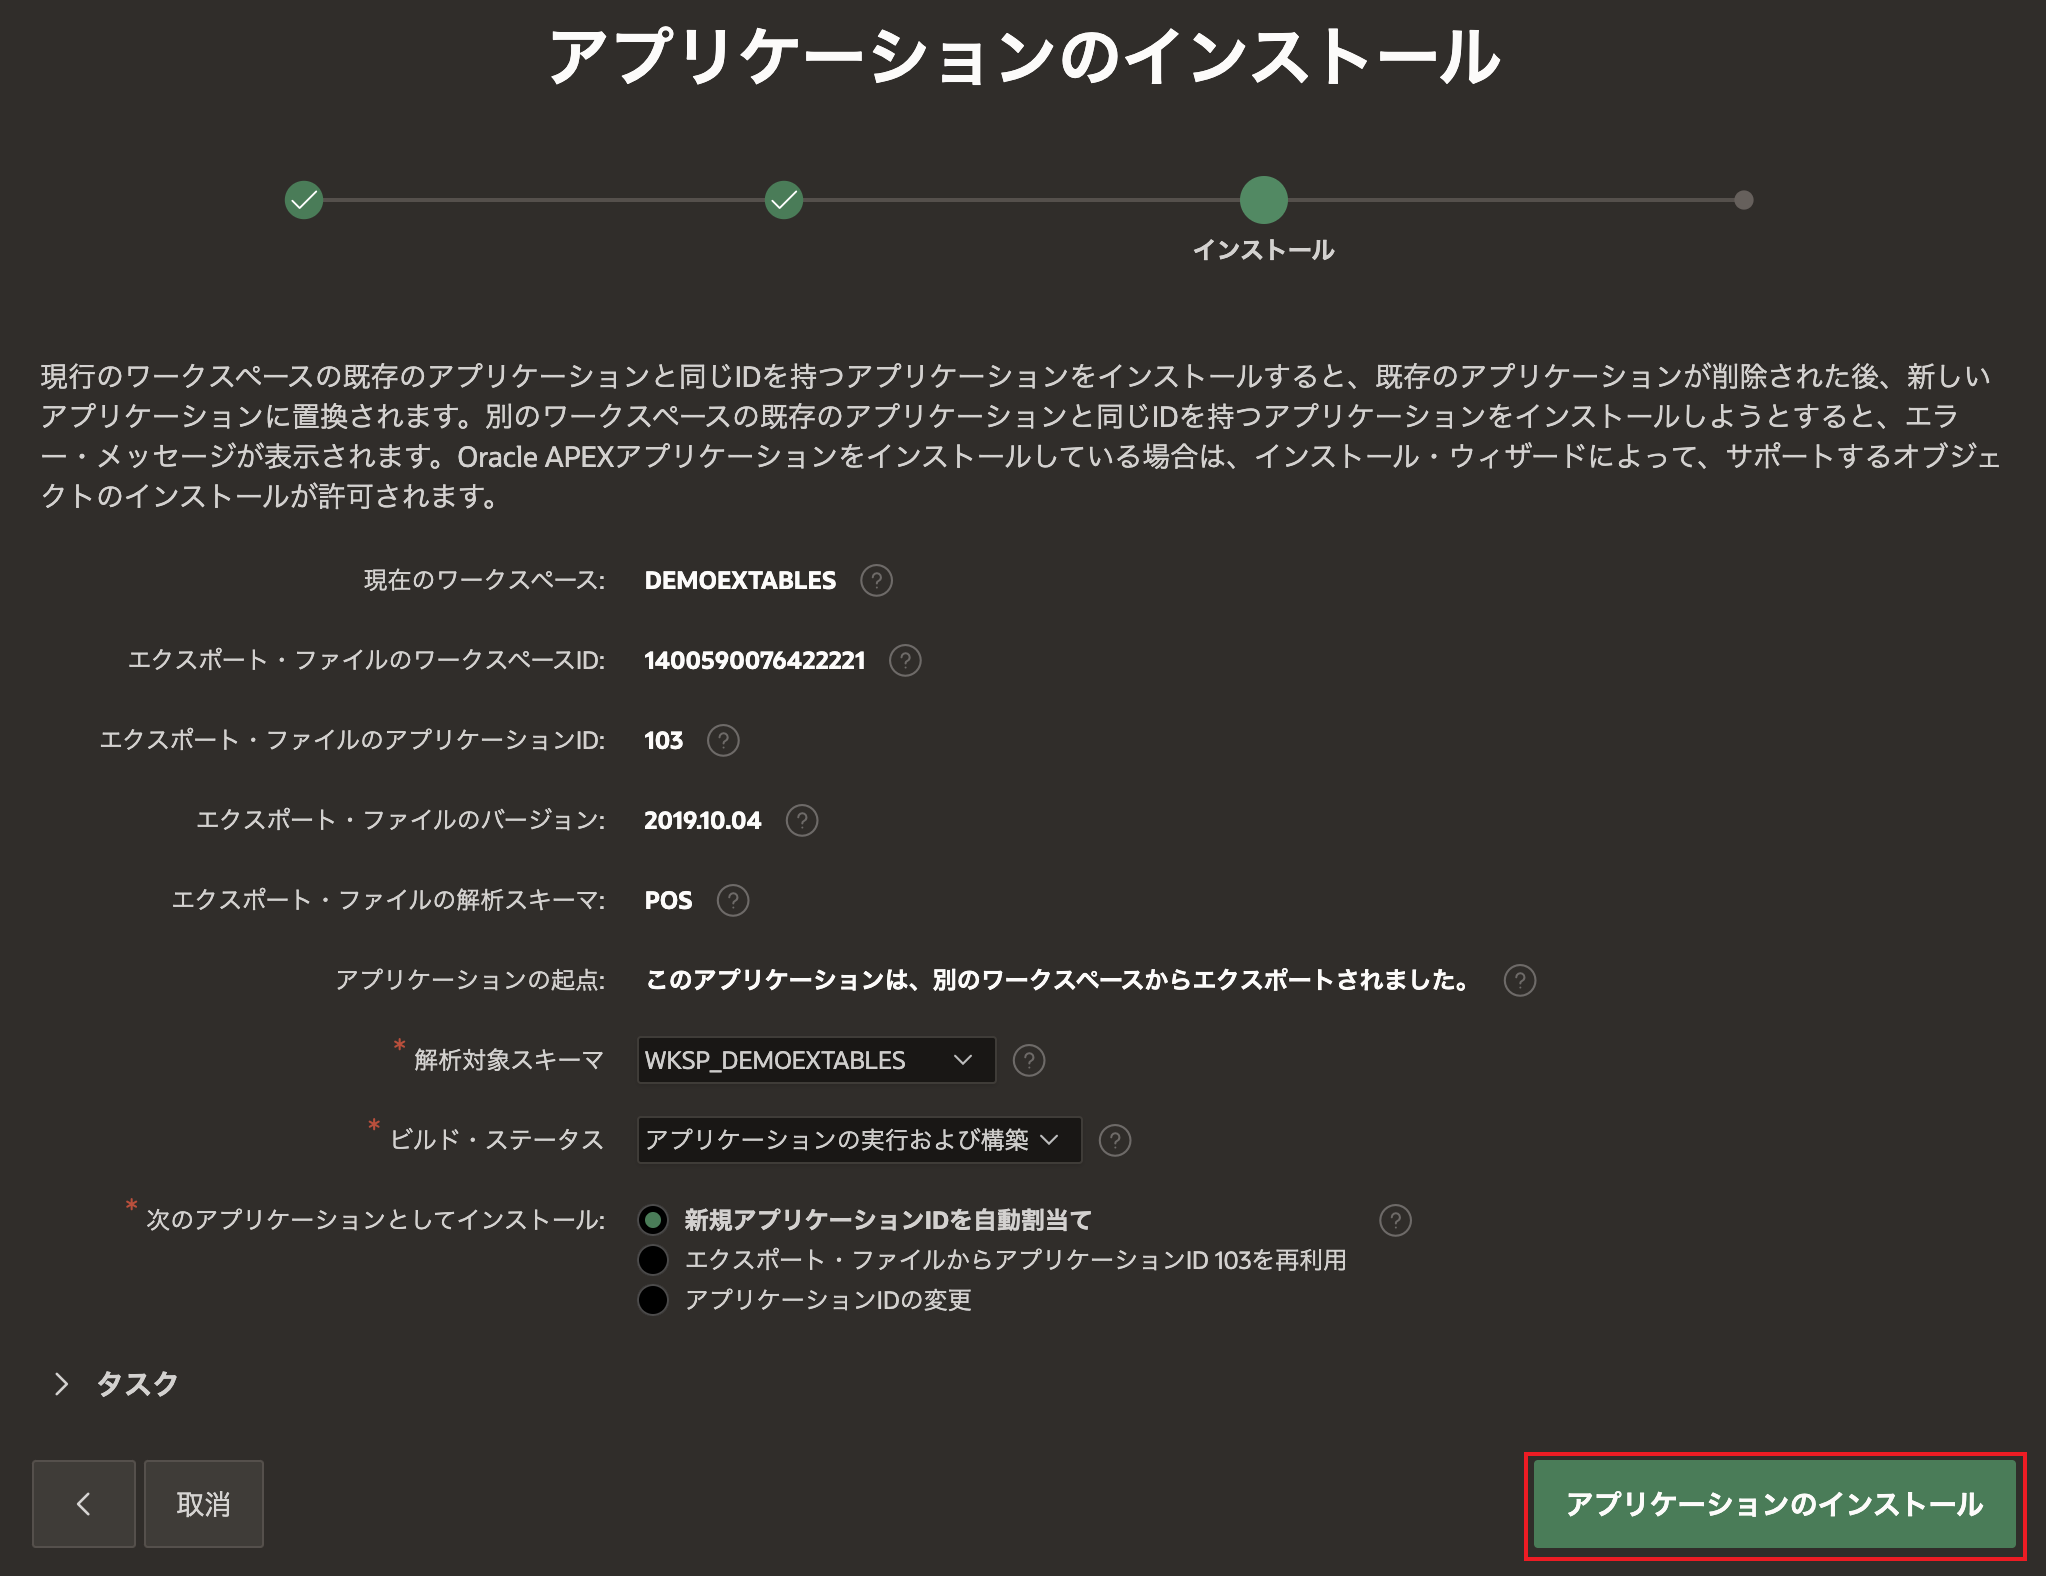 アプリケーションのインストール
インストール
現行のワークスペースの既存のアプリケーションと同じIDを持つアプリケーションをインストールすると、既存のアプリケーションが削除された後、新しい
アプリケーションに置換されます。別のワークスペースの既存のアプリケーションと同じIDを持つアプリケーションをインストールしようとすると、エラ
ー・メッセージが表示されます。Oracle APEXアプリケーションをインストールしている場合は、インストール・ウィザードによって、サポートするオブジェ
クトのインストールが許可されます。
現在のワークスペース: DEMOEXTABLES ?
エクスポート・ファイルのワークスペースID: 1400590076422221 ?
エクスポート・ファイルのアプリケーションID: 103 ?
エクスポート・ファイルのバージョン: 2019.10.04 ?
エクスポート・ファイルの解析スキーマ: POS ?
アプリケーションの起点: このアプリケーションは、別のワークスペースからエクスポートされました。 ?
* 解析対象スキーマ WKSP_DEMOEXTABLES ?
* ビルド・ステータス アプリケーションの実行および構築 ?
* 次のアプリケーションとしてインストール: 新規アプリケーションIDを自動割当て ?
エクスポート・ファイルからアプリケーションID 103を再利用
アプリケーションIDの変更
タスク
取消 アプリケーションのインストール